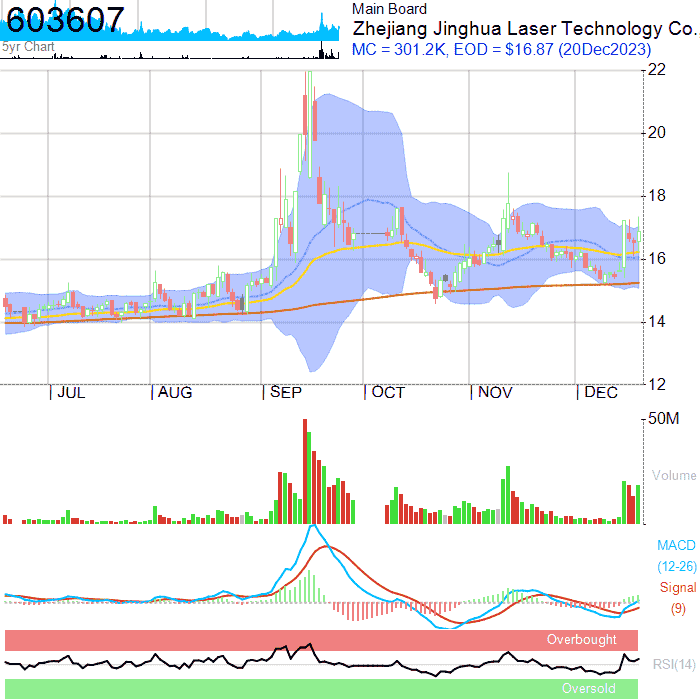 603607
5yr Chart
Main Board
Zhejiang Jinghua Laser Technology Co.
MC = 301.2K, EOD = $16.87 (20Dec2023)
22
20
18
16
14
12
JUL AUG SEP OCT NOV DEC
50M
Volume
MACD
(12-26)
Signal
(9)
Overbought
RSI(14)
Oversold